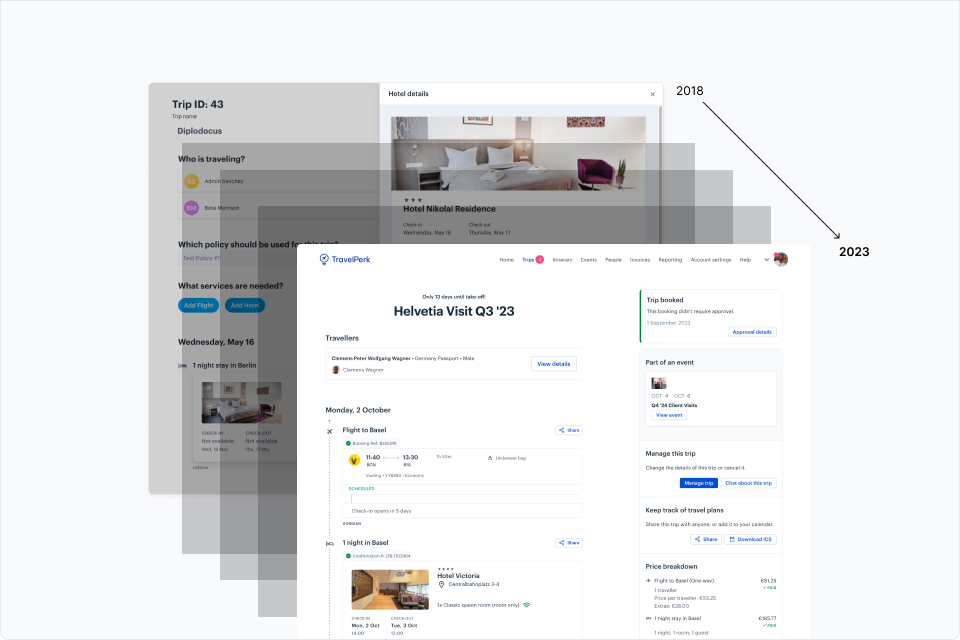 2018
2023
Trip ID: 43
Trip name
Diplodocus
Who is traveling?
AS
Admin Sanchez
BM
Boss Morrison
Which policy should be used for this trip?
Test Policy #1
What services are needed?
Add Flight
Add Hotel
Wednesday, May 16
1 night stay in Berlin
CHECK-IN
CHECK-OUT
Not available
Not available
Wed, 16 May
Thu, 17 May
Hotel details
Hotel Nikolai Residence
Check-in
Check out
Wednesday, May 16
Thursday, May 17
TravelPerk
Home
Trips
4
Itinerary
Events
People
Invoices
Reporting
Account settings
Help
Only 13 days until take off!
Helvetia Visit Q3 '23
Travellers
Clemens Peter Wolfgang Wagner • Germany Passport • Male
Clemens Wagner
View details
Monday, 2 October
Flight to Basel
Share
11:40
13:30
BCN
BSL
1h 50m
Underseat bag
Vueling • VY6260 • Economy
SCHEDULED
Check-in opens in 5 days
GORDIAN
1 night in Basel
Share
Hotel Victoria
Centralbahnplatz 3-4
1x Classic queen room (room only)
CHECK-IN
CHECK-OUT
Mon, 2 Oct
Tue, 3 Oct
14:00
12:00
Trip booked
This booking didn't require approval.
1 September 2023
Approval details
Part of an event
OCT 4 - OCT 6
Q4 '24 Client Visits
View event
Manage this trip
Change the details of this trip or cancel it.
Manage trip
Chat about this trip
Keep track of travel plans
Share this trip with anyone, or add it to your calendar.
Share
Download ICS
Price breakdown
Flight to Basel (One-way)
€81.25
PAID
1 traveller
Price per traveller: €53.25
Extras: €28.00
1 night stay in Basel
€185.77
PAID
1 night, 1 room, 1 guest